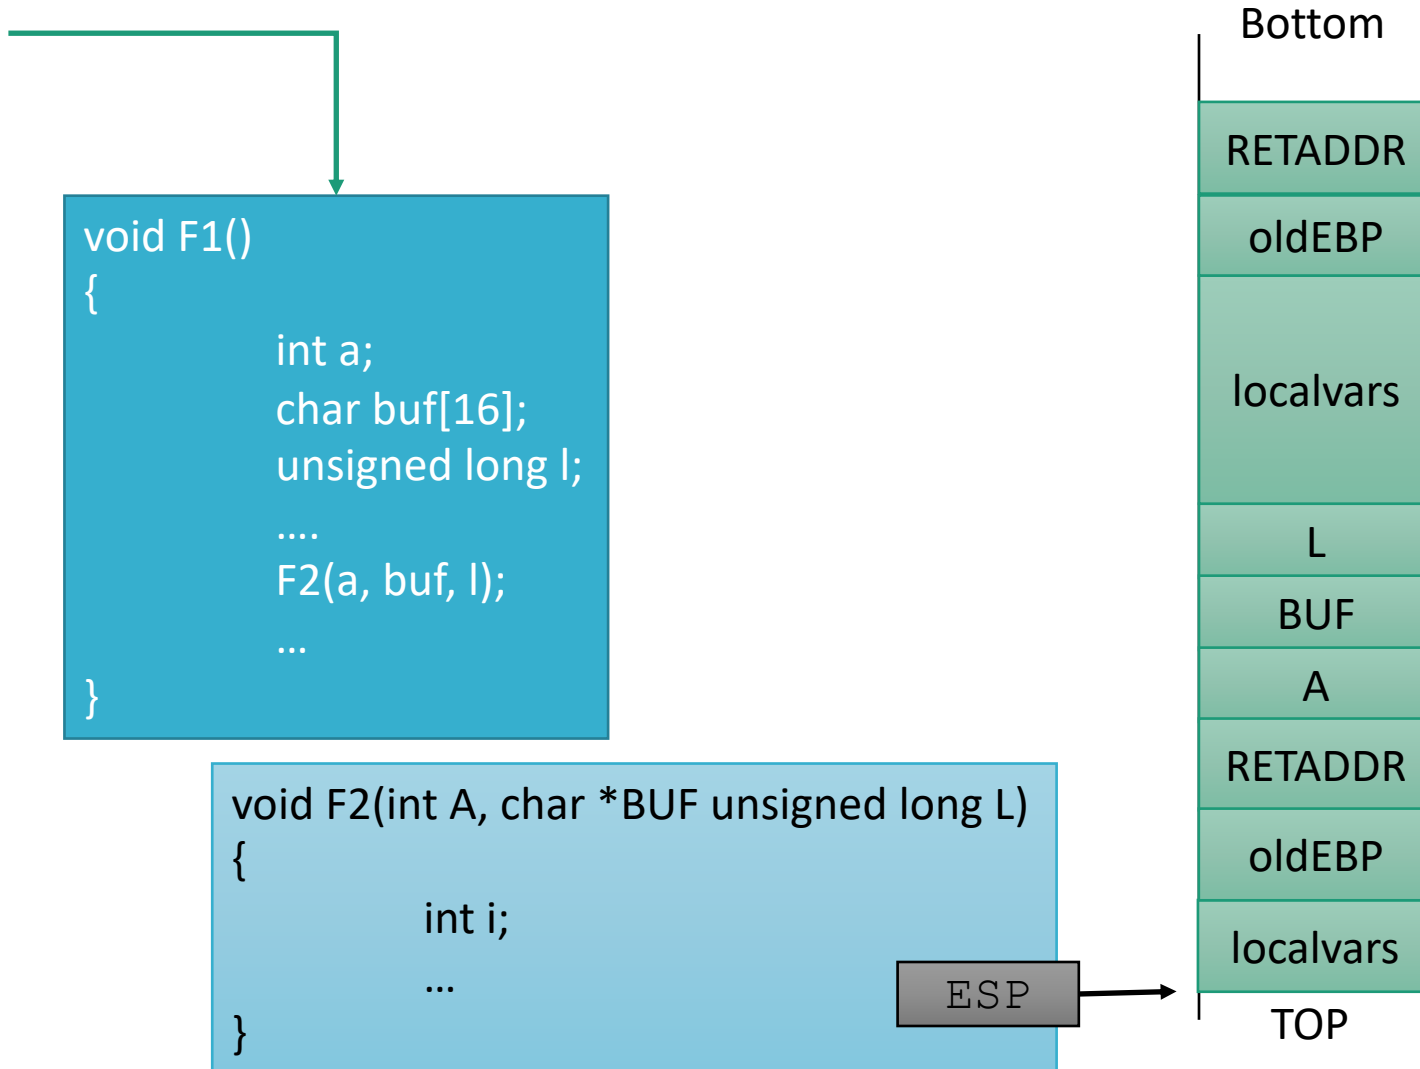 void F1()
{
int a;
char buf[16];
unsigned long l;
....
F2(a, buf, l);
...
}
void F2(int A, char *BUF unsigned long L)
{
int i;
...
}
ESP
Bottom
RETADDR
oldEBP
localvars
L
BUF
A
RETADDR
oldEBP
localvars
TOP